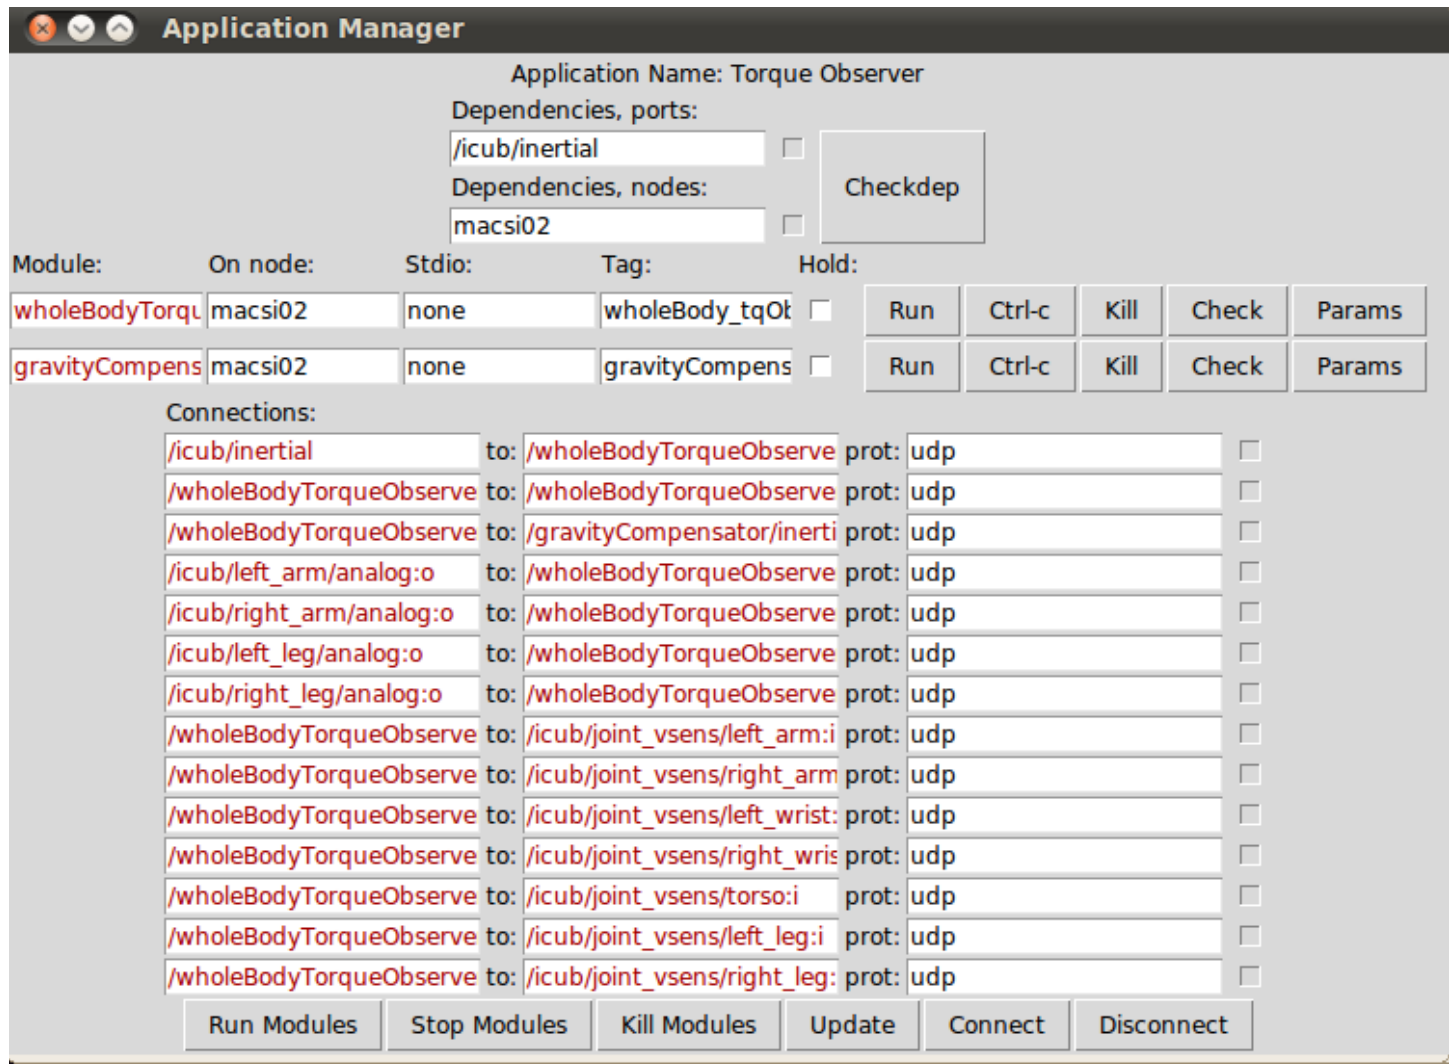 Application Manager
Application Name: Torque Observer
Dependencies, ports:
/icub/inertial
Checkdep
Dependencies, nodes:
macsi02
Module: On node: Stdio: Tag: Hold:
wholeBodyTorqu macsi02 none wholeBody_tqOb Run Ctrl-c Kill Check Params
gravityCompens macsi02 none gravityCompens Run Ctrl-c Kill Check Params
Connections:
/icub/inertial to: /wholeBodyTorqueObserve prot: udp
/wholeBodyTorqueObserve to: /wholeBodyTorqueObserve prot: udp
/wholeBodyTorqueObserve to: /gravityCompensator/inerti prot: udp
/icub/left_arm/analog:o to: /wholeBodyTorqueObserve prot: udp
/icub/right_arm/analog:o to: /wholeBodyTorqueObserve prot: udp
/icub/left_leg/analog:o to: /wholeBodyTorqueObserve prot: udp
/icub/right_leg/analog:o to: /wholeBodyTorqueObserve prot: udp
/wholeBodyTorqueObserve to: /icub/joint_vsens/left_arm:i prot: udp
/wholeBodyTorqueObserve to: /icub/joint_vsens/right_arm prot: udp
/wholeBodyTorqueObserve to: /icub/joint_vsens/left_wrist: prot: udp
/wholeBodyTorqueObserve to: /icub/joint_vsens/right_wris prot: udp
/wholeBodyTorqueObserve to: /icub/joint_vsens/torso:i prot: udp
/wholeBodyTorqueObserve to: /icub/joint_vsens/left_leg:i prot: udp
/wholeBodyTorqueObserve to: /icub/joint_vsens/right_leg: prot: udp
Run Modules Stop Modules Kill Modules Update Connect Disconnect